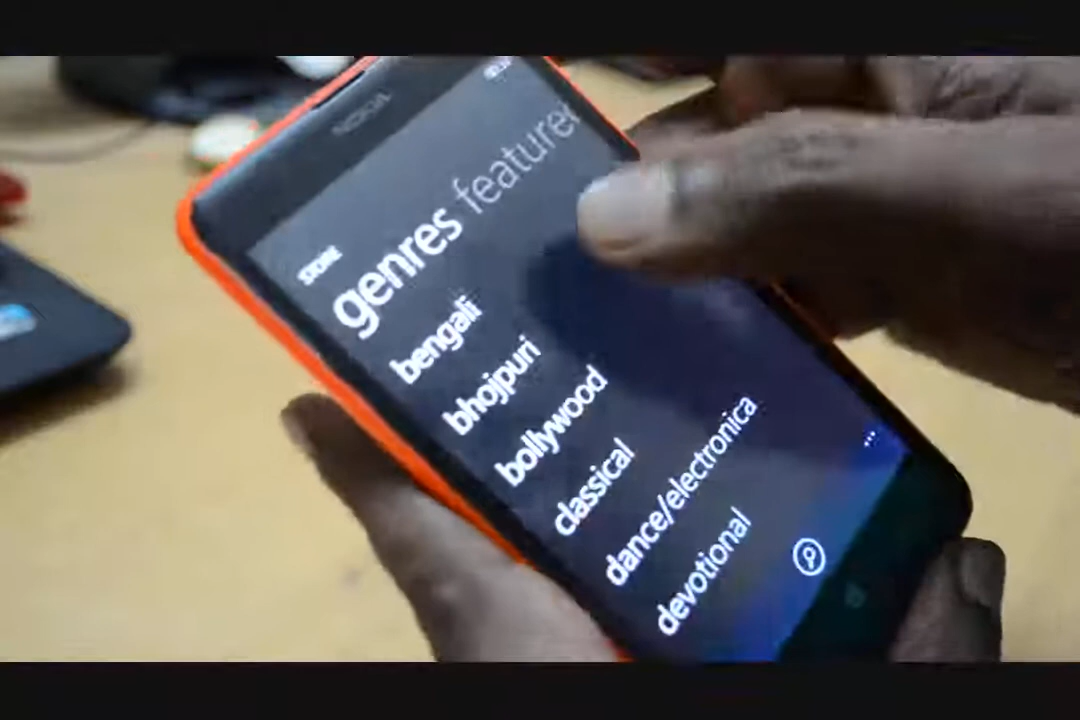 NOKIA
STORE
genres featured
bengali
bhojpuri
bollywood
classical
dance/electronica
devotional